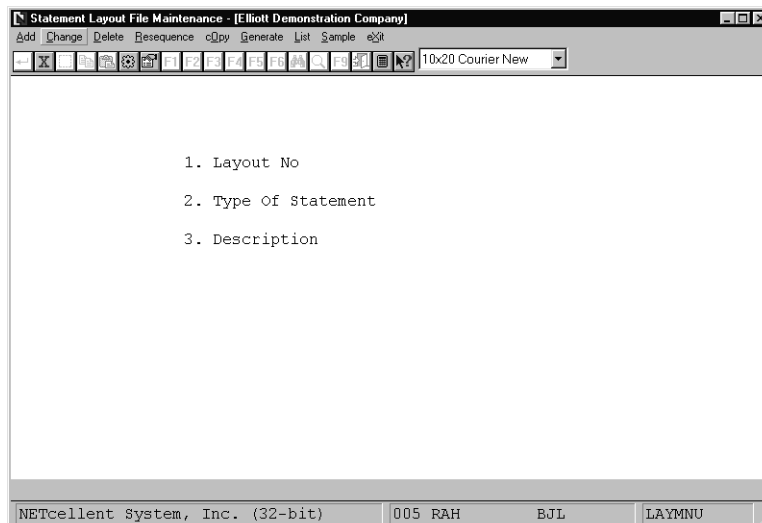 Statement Layout File Maintenance - [Elliott Demonstration Company]
Add Change Delete Resequence cOpy Generate List Sample eXit
X F1 F2 F3 F4 F5 F6 F9 10x20 Courier New
1. Layout No
2. Type Of Statement
3. Description
NETcellent System, Inc. (32-bit) 005 RAH BJL LAYMNU